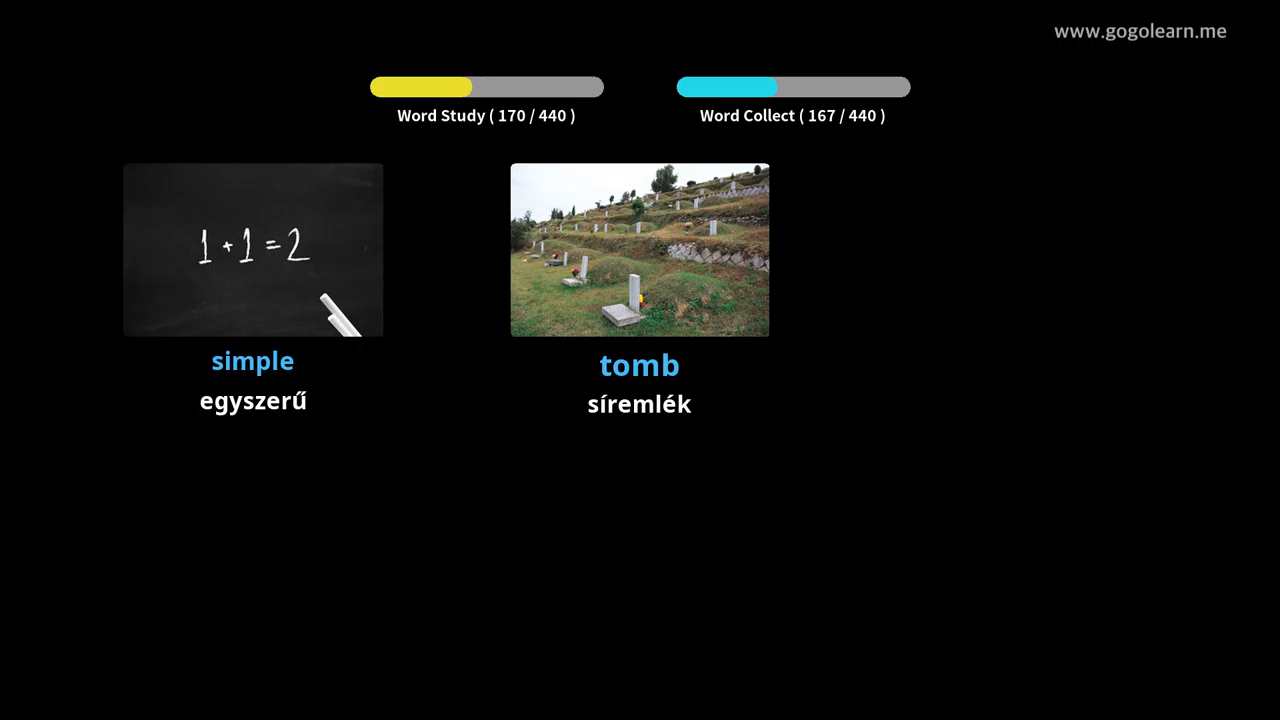 www.gogolearn.me
Word Study ( 170 / 440 )
Word Collect ( 167 / 440 )
1 + 1 = 2
simple
egyszerű
tomb
síremlék